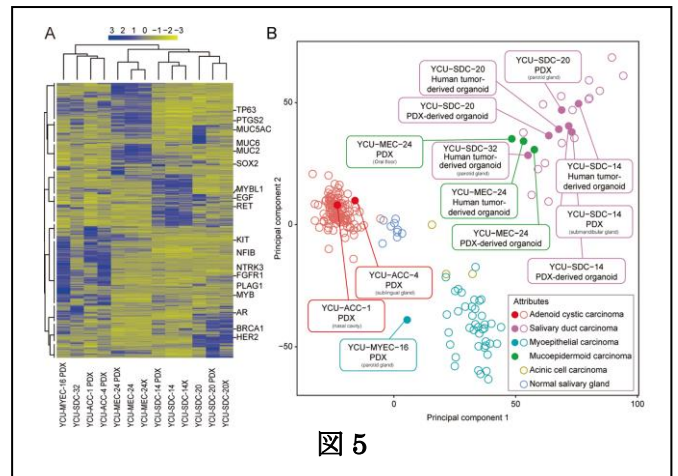 A
3 2 1 0 −1 −2 −3
TP63
PTGS2
MUC5AC
MUC6
MUC2
SOX2
MYBL1
EGF
RET
KIT
NFIB
NTRK3
FGFR1
PLAG1
MYB
AR
BRCA1
HER2
YCU-MYEC-16 PDX
YCU-SDC-32
YCU-ACC-1 PDX
YCU-ACC-4 PDX
YCU-MEC-24 PDX
YCU-MEC-24
YCU-MEC-24X
YCU-SDC-14 PDX
YCU-SDC-14
YCU-SDC-14X
YCU-SDC-20
YCU-SDC-20 PDX
YCU-SDC-20X
B
Principal component 2
50
0
−50
0
50
100
Principal component 1
YCU−SDC−20
PDX
(parotid gland)
YCU−SDC−20
Human tumor-
derived organoid
YCU−SDC−20
PDX-derived organoid
YCU−MEC−24
PDX
(Oral floor)
YCU−SDC−32
Human tumor-
derived organoid
(parotid gland)
YCU−MEC−24
Human tumor-
derived organoid
YCU−MEC−24
PDX-derived organoid
YCU−SDC−14
Human tumor-
derived organoid
YCU−SDC−14
PDX
(submandibular gland)
YCU−SDC−14
PDX-derived organoid
YCU−ACC−4
PDX
(sublingual gland)
YCU−ACC−1
PDX
(nasal cavity)
YCU−MYEC−16
PDX
(parotid gland)
Attributes
Adenoid cystic carcinoma
Salivary duct carcinoma
Myoepithelial carcinoma
Mucoepidermoid carcinoma
Acinic cell carcinoma
Normal salivary gland
図 5